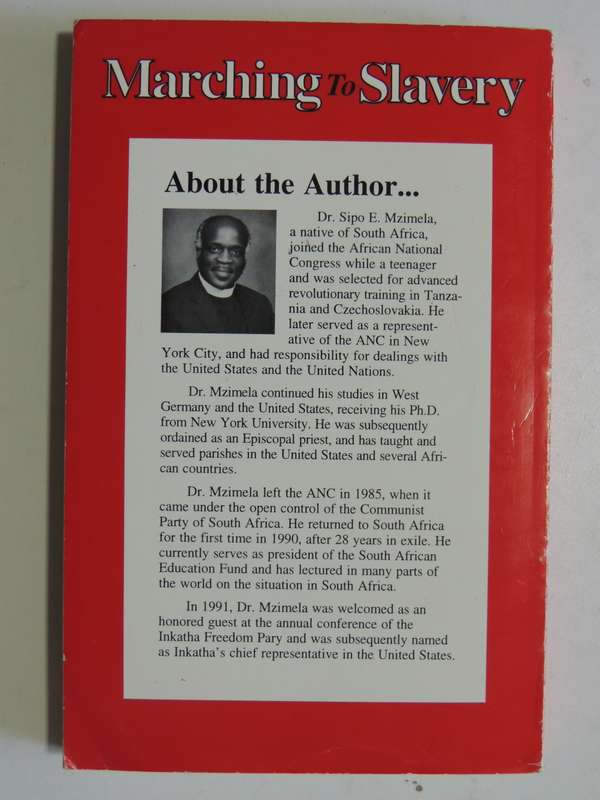 Marching To Slavery
About the Author...
Dr. Sipo E. Mzimela,
a native of South Africa,
joined the African National
Congress while a teenager
and was selected for advanced
revolutionary training in Tanza-
nia and Czechoslovakia. He
later served as a represent-
ative of the ANC in New
York City, and had responsibility for dealings with
the United States and the United Nations.
Dr. Mzimela continued his studies in West
Germany and the United States, receiving his Ph.D.
from New York University. He was subsequently
ordained as an Episcopal priest, and has taught and
served parishes in the United States and several Afri-
can countries.
Dr. Mzimela left the ANC in 1985, when it
came under the open control of the Communist
Party of South Africa. He returned to South Africa
for the first time in 1990, after 28 years in exile. He
currently serves as president of the South African
Education Fund and has lectured in many parts of
the world on the situation in South Africa.
In 1991, Dr. Mzimela was welcomed as an
honored guest at the annual conference of the
Inkatha Freedom Pary and was subsequently named
as Inkatha's chief representative in the United States.